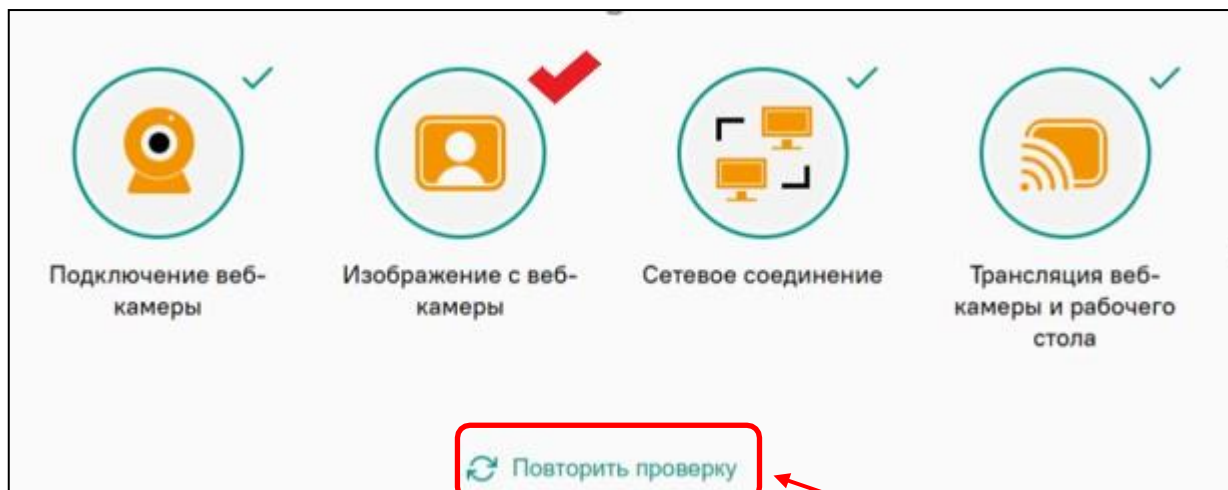 Подключение веб-
камеры
Изображение с веб-
камеры
Сетевое соединение
Трансляция веб-
камеры и рабочего
стола
Повторить проверку